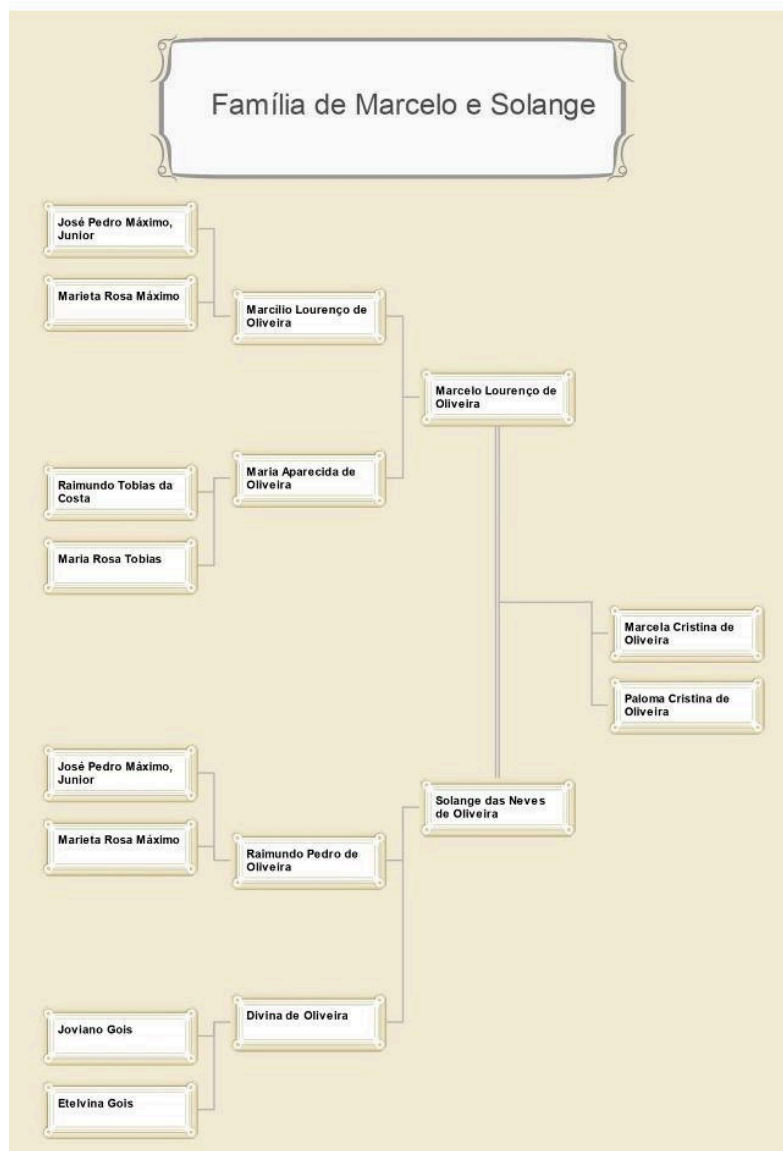 Família de Marcelo e Solange
José Pedro Máximo,
Junior
Marieta Rosa Máximo
Marcílio Lourenço de
Oliveira
Marcelo Lourenço de
Oliveira
Raimundo Tobias da
Costa
Maria Aparecida de
Oliveira
Maria Rosa Tobias
Marcela Cristina de
Oliveira
Paloma Cristina de
Oliveira
José Pedro Máximo,
Junior
Marieta Rosa Máximo
Raimundo Pedro de
Oliveira
Solange das Neves
de Oliveira
Joviano Gois
Divina de Oliveira
Etelvina Gois